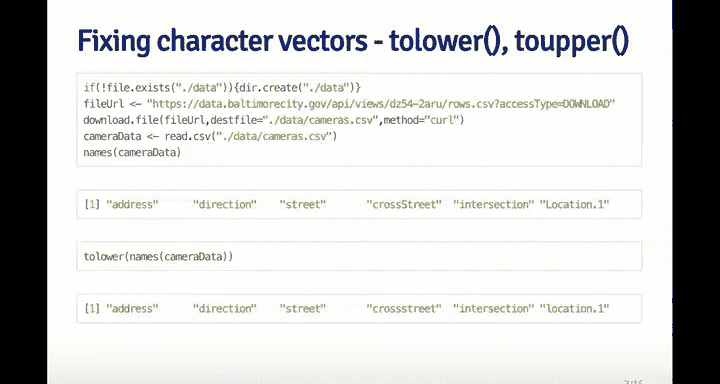 Fixing character vectors - tolower(), toupper()
if(!file.exists("./data")){dir.create("./data")}
fileUrl <- "https://data.baltimorecity.gov/api/views/dz54-2aru/rows.csv?accessType=DOWNLOAD"
download.file(fileUrl,destfile="./data/cameras.csv",method="curl")
cameraData <- read.csv("./data/cameras.csv")
names(cameraData)
[1] "address" "direction" "street" "crossStreet" "intersection" "Location.1"
tolower(names(cameraData))
[1] "address" "direction" "street" "crossstreet" "intersection" "location.1"